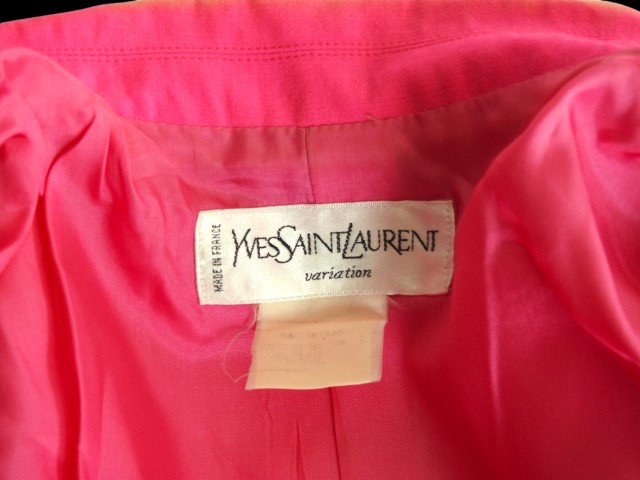 MADE IN FRANCE
YVESSAINTLAURENT
variation